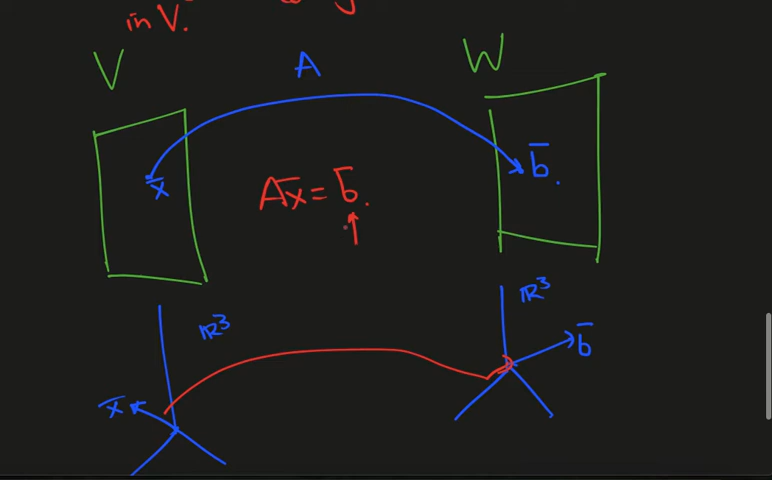 in V.
V
A
W
x̅
b̅.
Ax̅ = b̅.
ℝ³
ℝ³
b̅
x̅